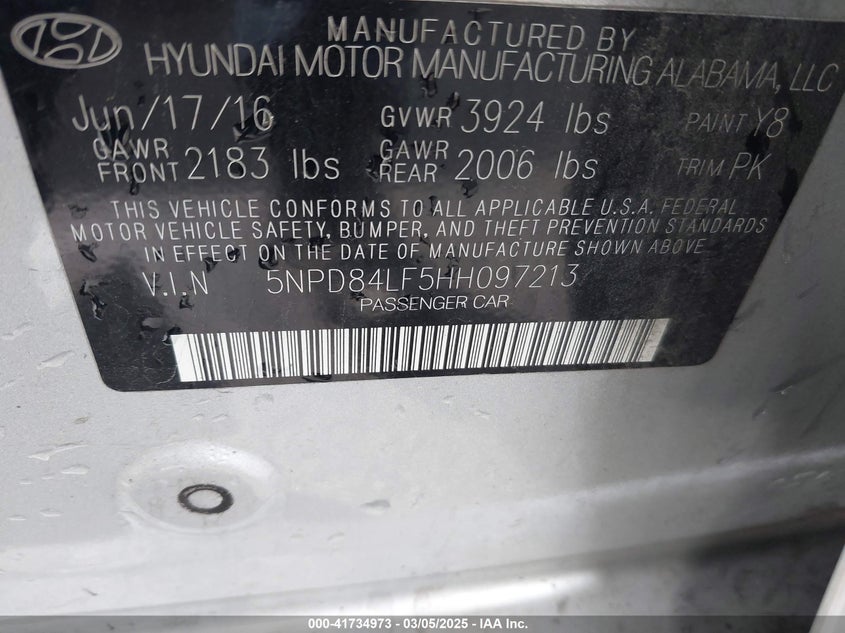 MANUFACTURED BY
HYUNDAI MOTOR MANUFACTURING ALABAMA, LLC
Jun/17/16 GVWR 3924 lbs PAINT Y8
GAWR FRONT 2183 lbs GAWR REAR 2006 lbs TRIM PK
THIS VEHICLE CONFORMS TO ALL APPLICABLE U.S.A. FEDERAL
MOTOR VEHICLE SAFETY, BUMPER, AND THEFT PREVENTION STANDARDS
IN EFFECT ON THE DATE OF MANUFACTURE SHOWN ABOVE
V.I.N 5NPD84LF5HH097213
PASSENGER CAR
000-41734973 — 03/05/2025 — IAA Inc.